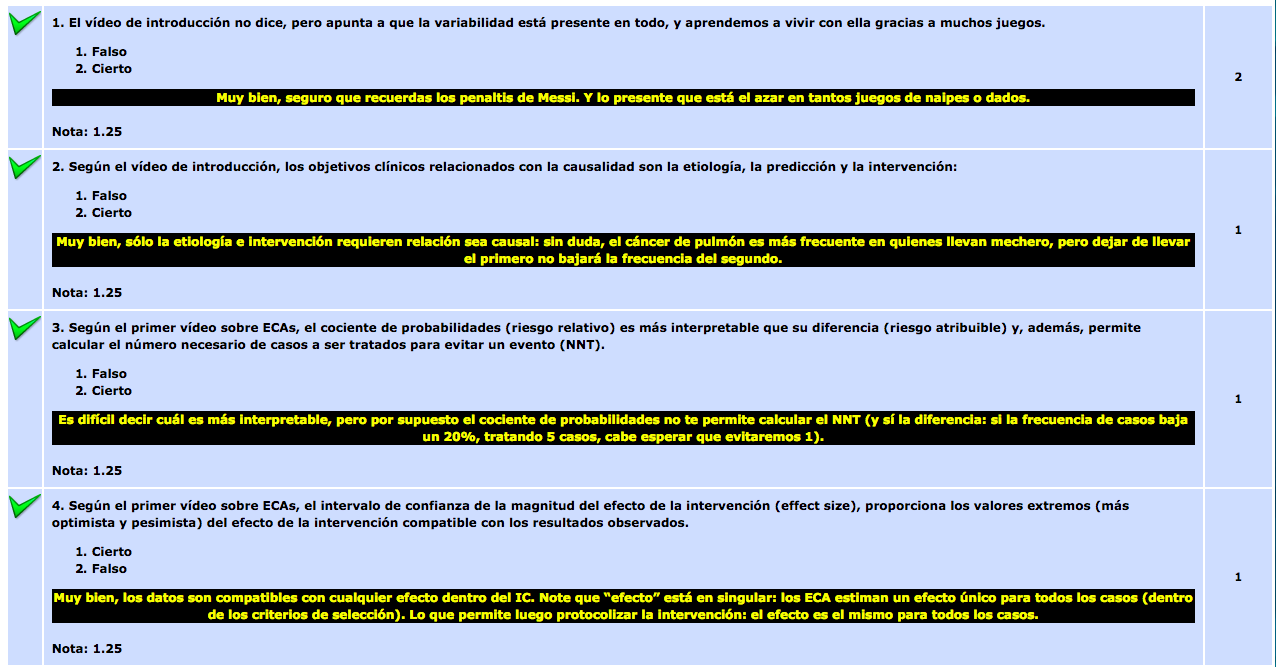 1. El vídeo de introducción no dice, pero apunta a que la variabilidad está presente en todo, y aprendemos a vivir con ella gracias a muchos juegos.
1. Falso
2. Cierto
2
Muy bien, seguro que recuerdas los penaltis de Messi. Y lo presente que está el azar en tantos juegos de naipes o dados.
Nota: 1.25
2. Según el vídeo de introducción, los objetivos clínicos relacionados con la causalidad son la etiología, la predicción y la intervención:
1. Falso
2. Cierto
1
Muy bien, sólo la etiología e intervención requieren relación sea causal: sin duda, el cáncer de pulmón es más frecuente en quienes llevan mechero, pero dejar de llevar
el primero no bajará la frecuencia del segundo.
Nota: 1.25
3. Según el primer vídeo sobre ECAs, el cociente de probabilidades (riesgo relativo) es más interpretable que su diferencia (riesgo atribuible) y, además, permite
calcular el número necesario de casos a ser tratados para evitar un evento (NNT).
1. Falso
2. Cierto
1
Es difícil decir cuál es más interpretable, pero por supuesto el cociente de probabilidades no te permite calcular el NNT (y sí la diferencia: si la frecuencia de casos baja
un 20%, tratando 5 casos, cabe esperar que evitaremos 1).
Nota: 1.25
4. Según el primer vídeo sobre ECAs, el intervalo de confianza de la magnitud del efecto de la intervención (effect size), proporciona los valores extremos (más
optimista y pesimista) del efecto de la intervención compatible con los resultados observados.
1. Cierto
2. Falso
1
Muy bien, los datos son compatibles con cualquier efecto dentro del IC. Note que “efecto” está en singular: los ECA estiman un efecto único para todos los casos (dentro
de los criterios de selección). Lo que permite luego protocolizar la intervención: el efecto es el mismo para todos los casos.
Nota: 1.25